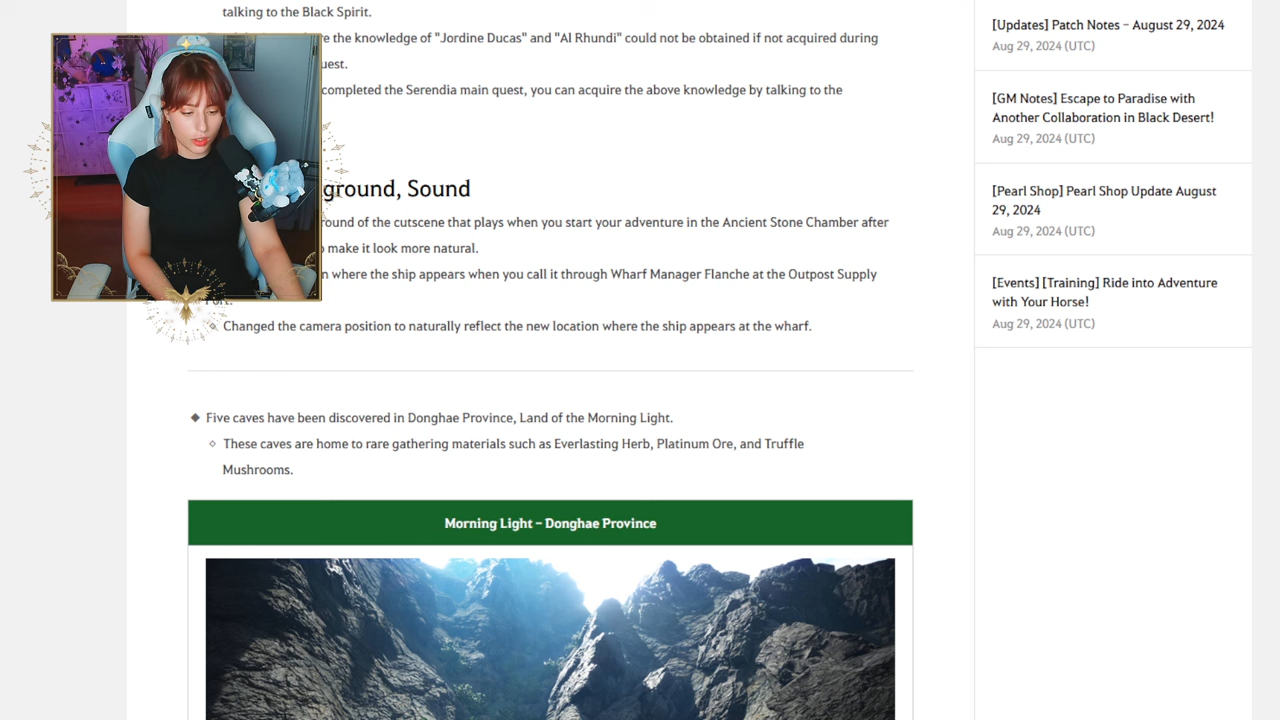 talking to the Black Spirit.
re the knowledge of "Jordine Ducas" and "Al Rhundi" could not be obtained if not acquired during
uest.
completed the Serendia main quest, you can acquire the above knowledge by talking to the
ground, Sound
round of the cutscene that plays when you start your adventure in the Ancient Stone Chamber after
make it look more natural.
n where the ship appears when you call it through Wharf Manager Flanche at the Outpost Supply
Port.
Changed the camera position to naturally reflect the new location where the ship appears at the wharf.
Five caves have been discovered in Donghae Province, Land of the Morning Light.
These caves are home to rare gathering materials such as Everlasting Herb, Platinum Ore, and Truffle
Mushrooms.
Morning Light – Donghae Province
[Updates] Patch Notes – August 29, 2024
Aug 29, 2024 (UTC)
[GM Notes] Escape to Paradise with
Another Collaboration in Black Desert!
Aug 29, 2024 (UTC)
[Pearl Shop] Pearl Shop Update August
29, 2024
Aug 29, 2024 (UTC)
[Events] [Training] Ride into Adventure
with Your Horse!
Aug 29, 2024 (UTC)